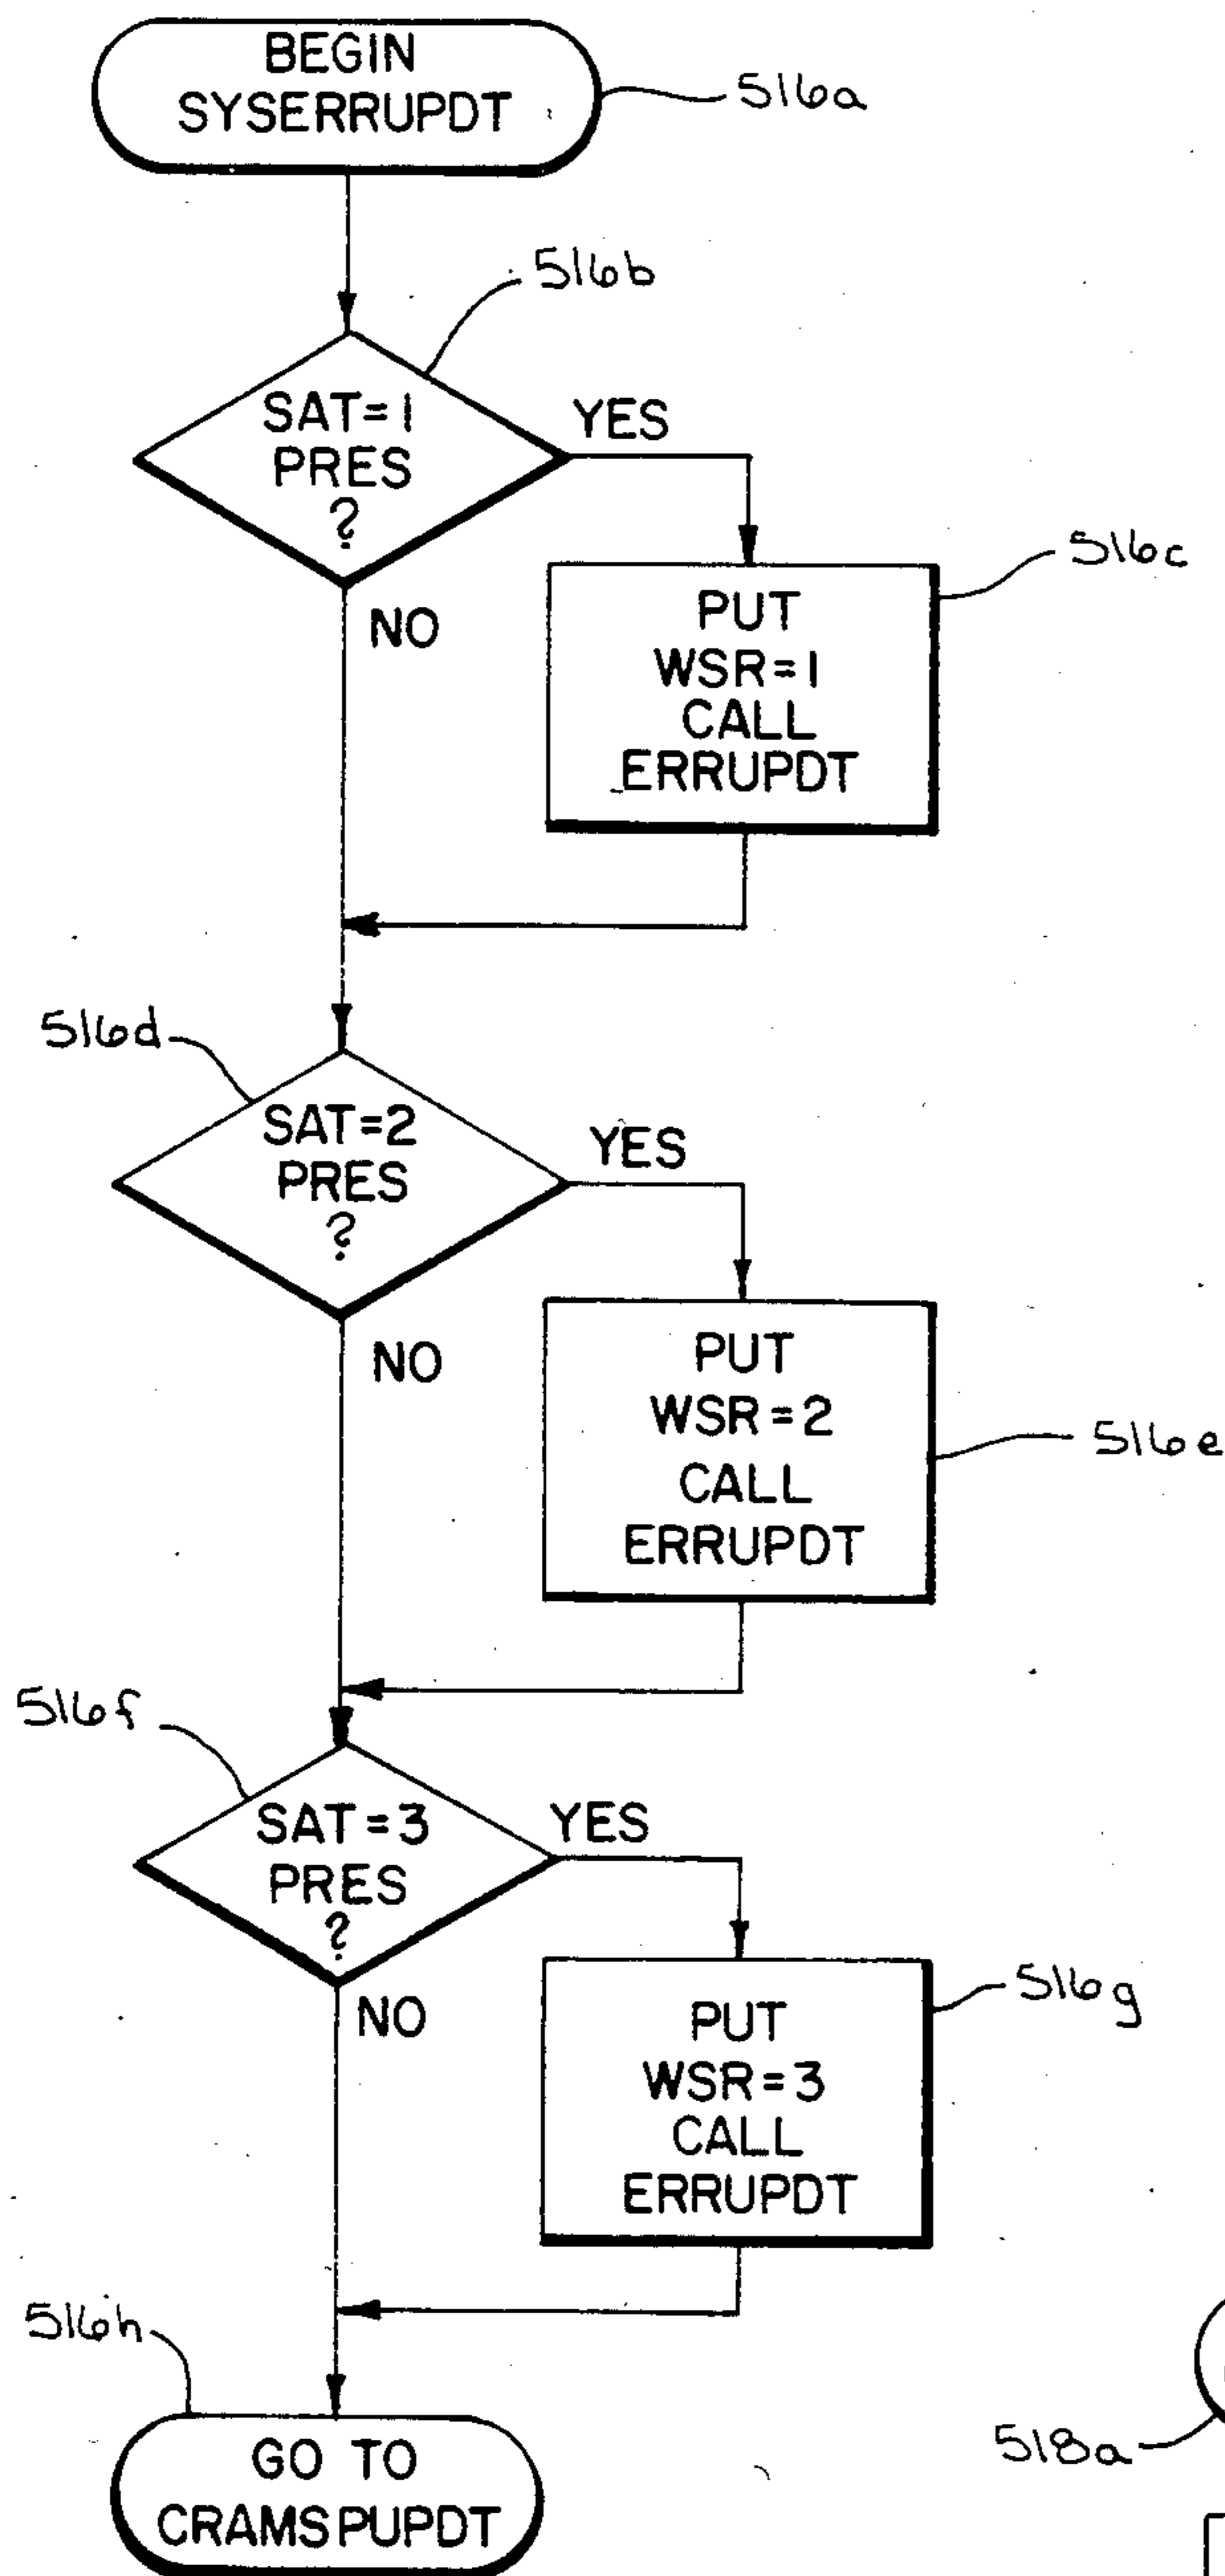 BEGIN
SYSERRUPDT
516a
516b
SAT=1
PRES
?
YES
NO
516c
PUT
WSR=1
CALL
ERRUPDT
516d
SAT=2
PRES
?
YES
NO
PUT
WSR=2
CALL
ERRUPDT
516e
516f
SAT=3
PRES
?
YES
NO
516g
PUT
WSR=3
CALL
ERRUPDT
516h
GO TO
CRAMSPUPDT
518a